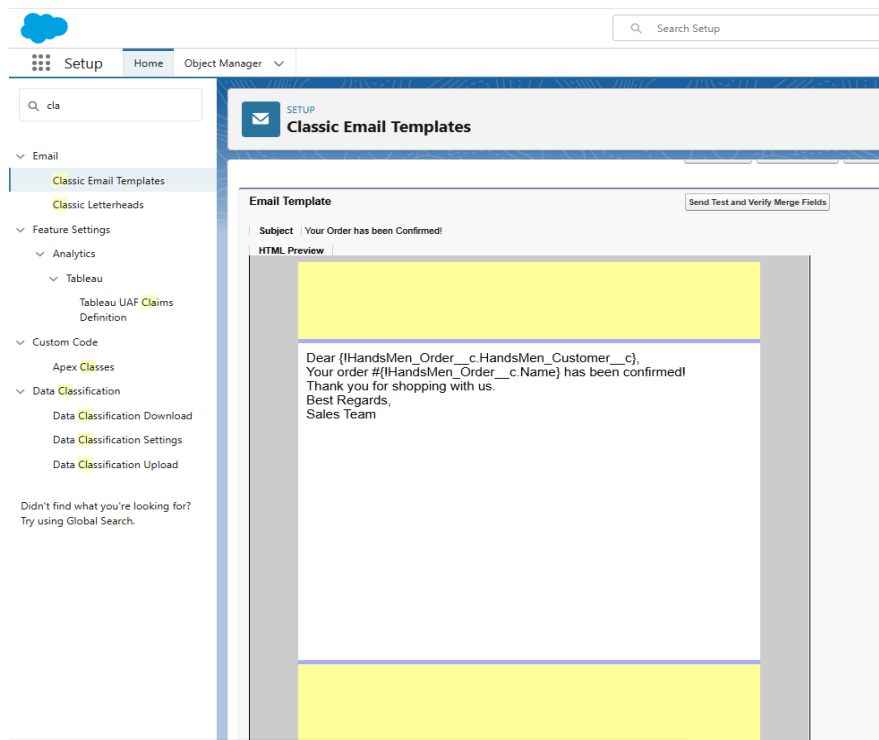 Search Setup
Setup
Home
Object Manager
cla
Email
Classic Email Templates
Classic Letterheads
Feature Settings
Analytics
Tableau
Tableau UAF Claims
Definition
Custom Code
Apex Classes
Data Classification
Data Classification Download
Data Classification Settings
Data Classification Upload
Didn't find what you're looking for?
Try using Global Search.
SETUP
Classic Email Templates
Email Template
Send Test and Verify Merge Fields
Subject Your Order has been Confirmed!
HTML Preview
Dear {!HandsMen_Order__c.HandsMen_Customer__c},
Your order #{!HandsMen_Order__c.Name} has been confirmed!
Thank you for shopping with us.
Best Regards,
Sales Team